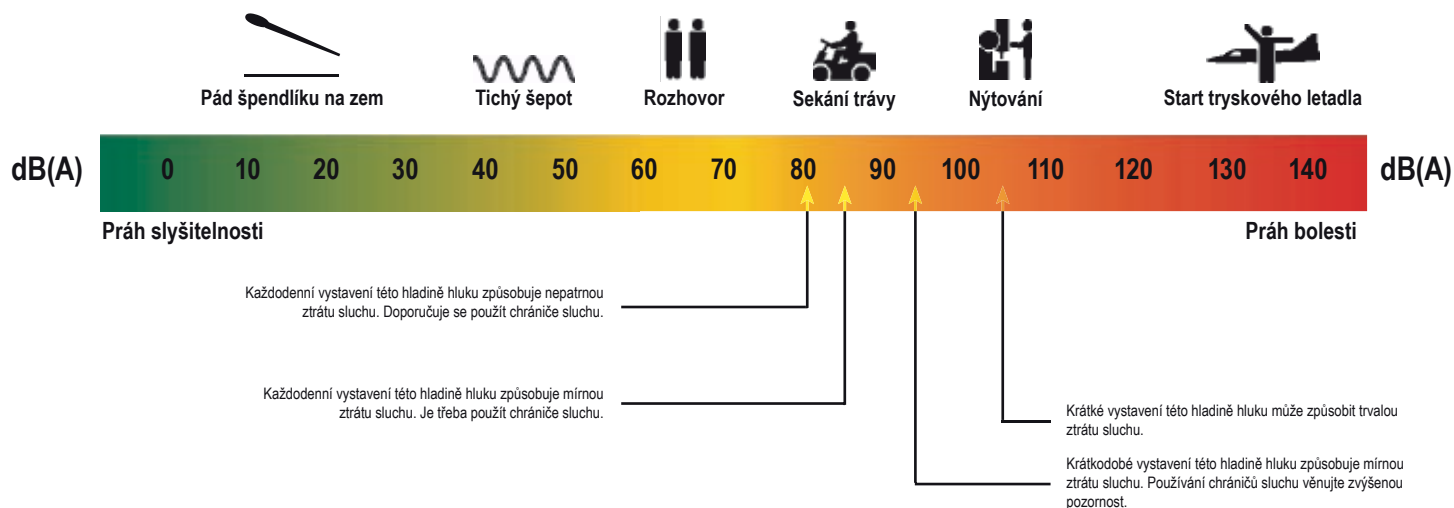 Pád špendlíku na zem
Tichý šepot
Rozhovor
Sekání trávy
Nýtování
Start tryskového letadla
dB(A) 0 10 20 30 40 50 60 70 80 90 100 110 120 130 140 dB(A)
Práh slyšitelnosti
Práh bolesti
Každodenní vystavení této hladině hluku způsobuje nepatrnou
ztrátu sluchu. Doporučuje se použít chrániče sluchu.
Každodenní vystavení této hladině hluku způsobuje mírnou
ztrátu sluchu. Je třeba použít chrániče sluchu.
Krátké vystavení této hladině hluku může způsobit trvalou
ztrátu sluchu.
Krátkodobé vystavení této hladině hluku způsobuje mírnou
ztrátu sluchu. Používání chráničů sluchu věnujte zvýšenou
pozornost.